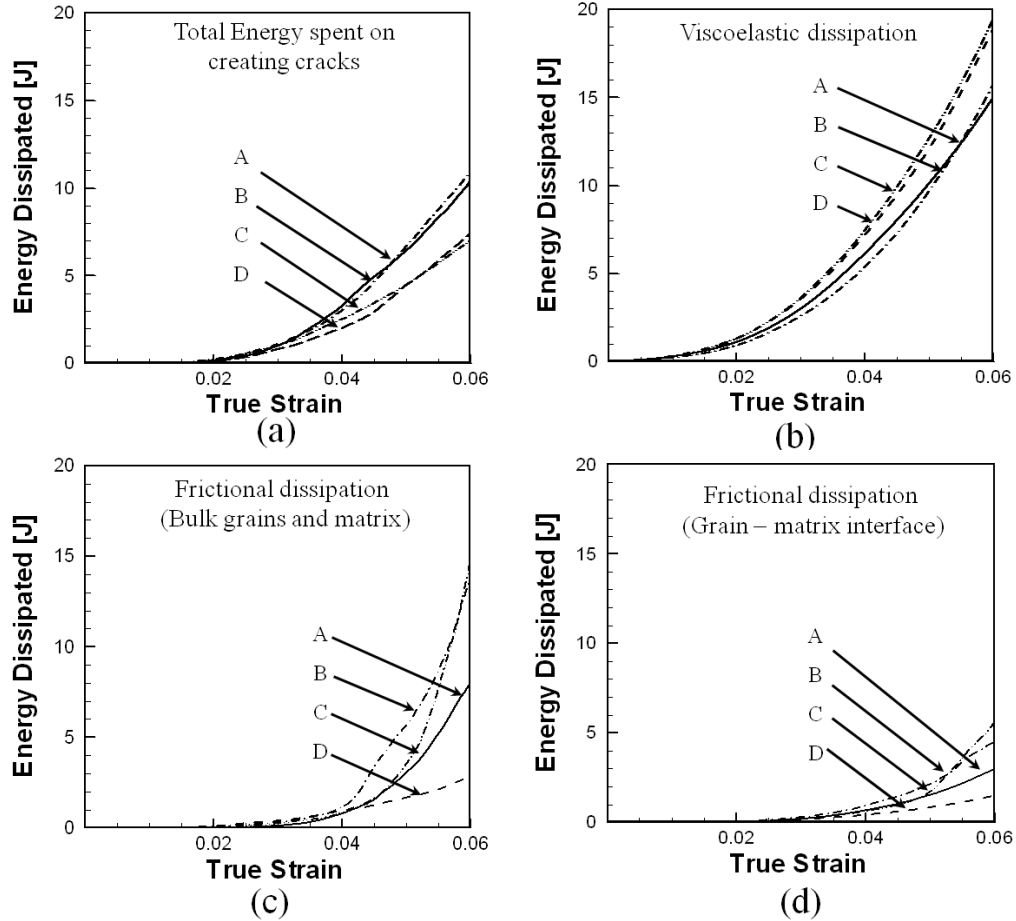 20
Total Energy spent on
creating cracks
15
A
10
B
C
5
D
0
0.02
0.04
0.06
Energy Dissipated [J]
True Strain
(a)
20
Viscoelastic dissipation
15
A
B
10
C
D
5
0
0.02
0.04
0.06
Energy Dissipated [J]
True Strain
(b)
20
Frictional dissipation
(Bulk grains and matrix)
15
10
A
B
5
C
D
0
0.02
0.04
0.06
Energy Dissipated [J]
True Strain
(c)
20
Frictional dissipation
(Grain – matrix interface)
15
10
A
B
C
5
D
0
0.02
0.04
0.06
Energy Dissipated [J]
True Strain
(d)